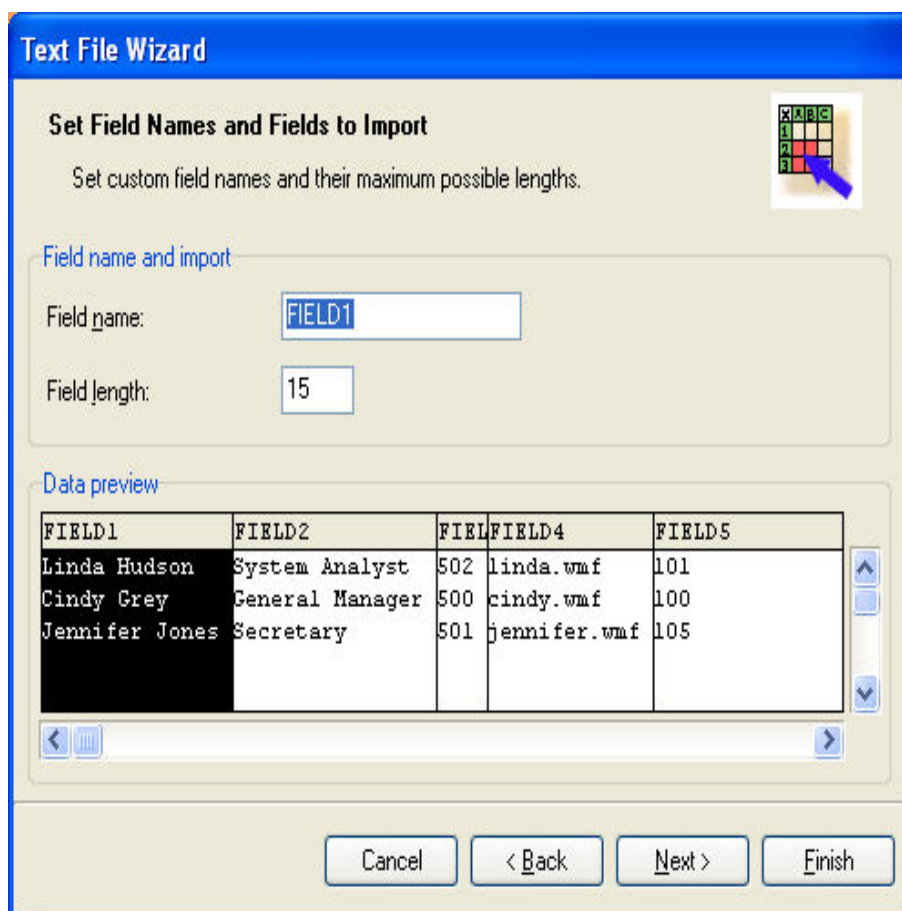 Text File Wizard
Set Field Names and Fields to Import
Set custom field names and their maximum possible lengths.
X A B C
1
2
3
Field name and import
Field name: FIELD1
Field length: 15
Data preview
FIELD1 FIELD2 FIEL FIELD4 FIELD5
Linda Hudson System Analyst 502 linda.wmf 101
Cindy Grey General Manager 500 cindy.wmf 100
Jennifer Jones Secretary 501 jennifer.wmf 105
Cancel < Back Next > Finish